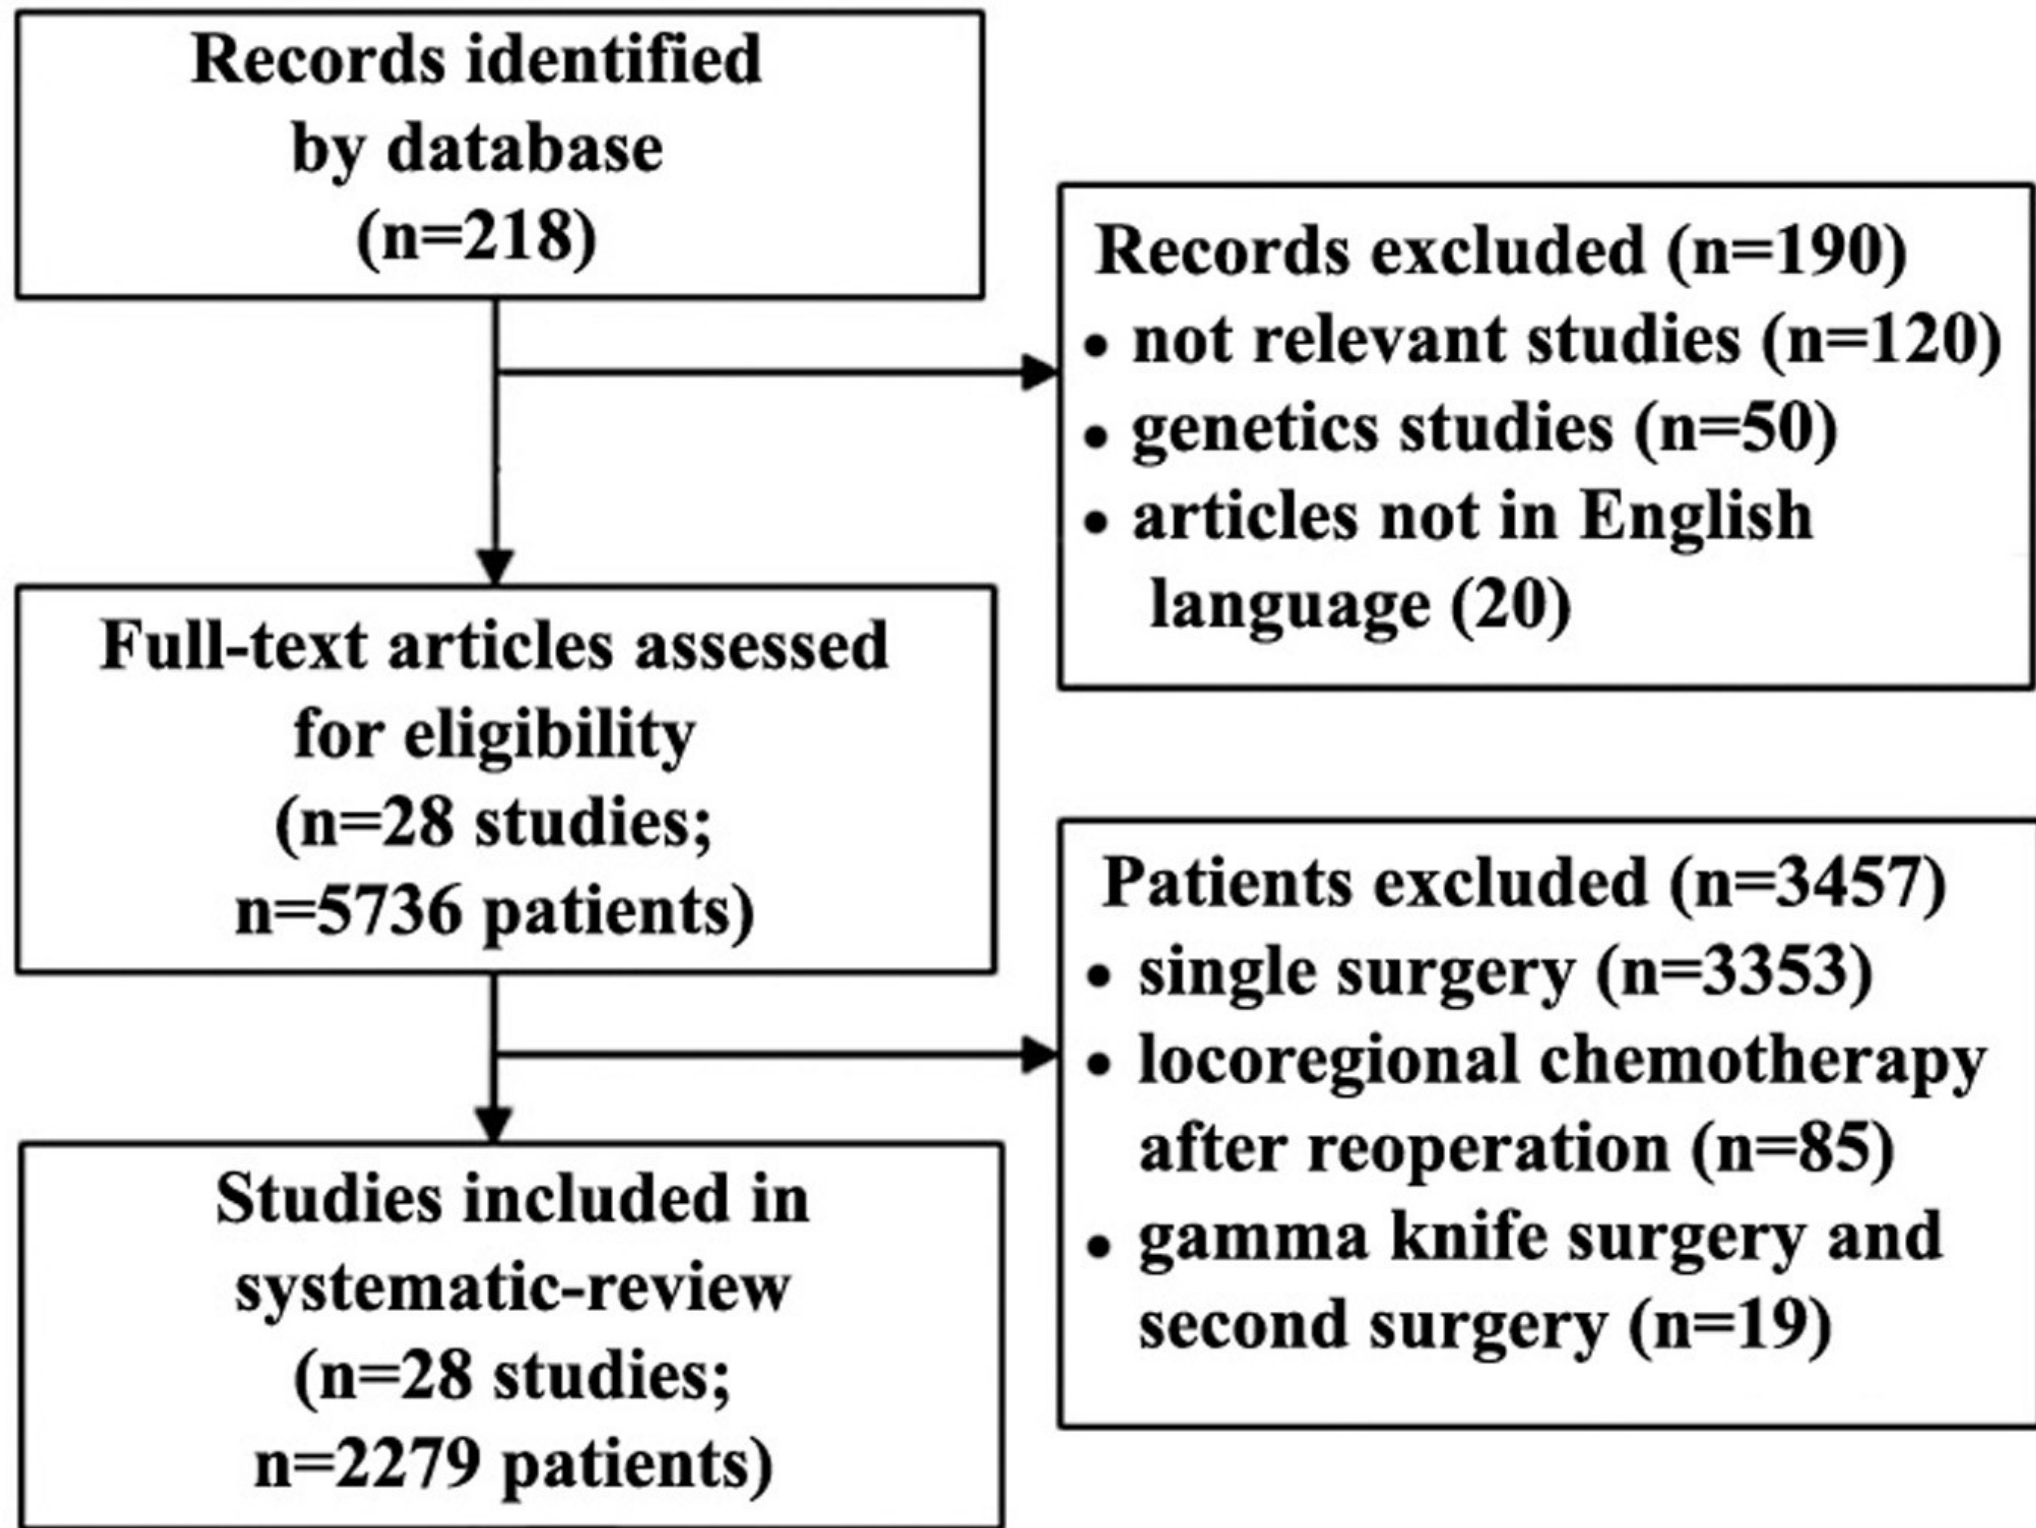 Records identified
by database
(n=218)
Records excluded (n=190)
• not relevant studies (n=120)
• genetics studies (n=50)
• articles not in English
language (20)
Full-text articles assessed
for eligibility
(n=28 studies;
n=5736 patients)
Patients excluded (n=3457)
• single surgery (n=3353)
• locoregional chemotherapy
after reoperation (n=85)
• gamma knife surgery and
second surgery (n=19)
Studies included in
systematic-review
(n=28 studies;
n=2279 patients)